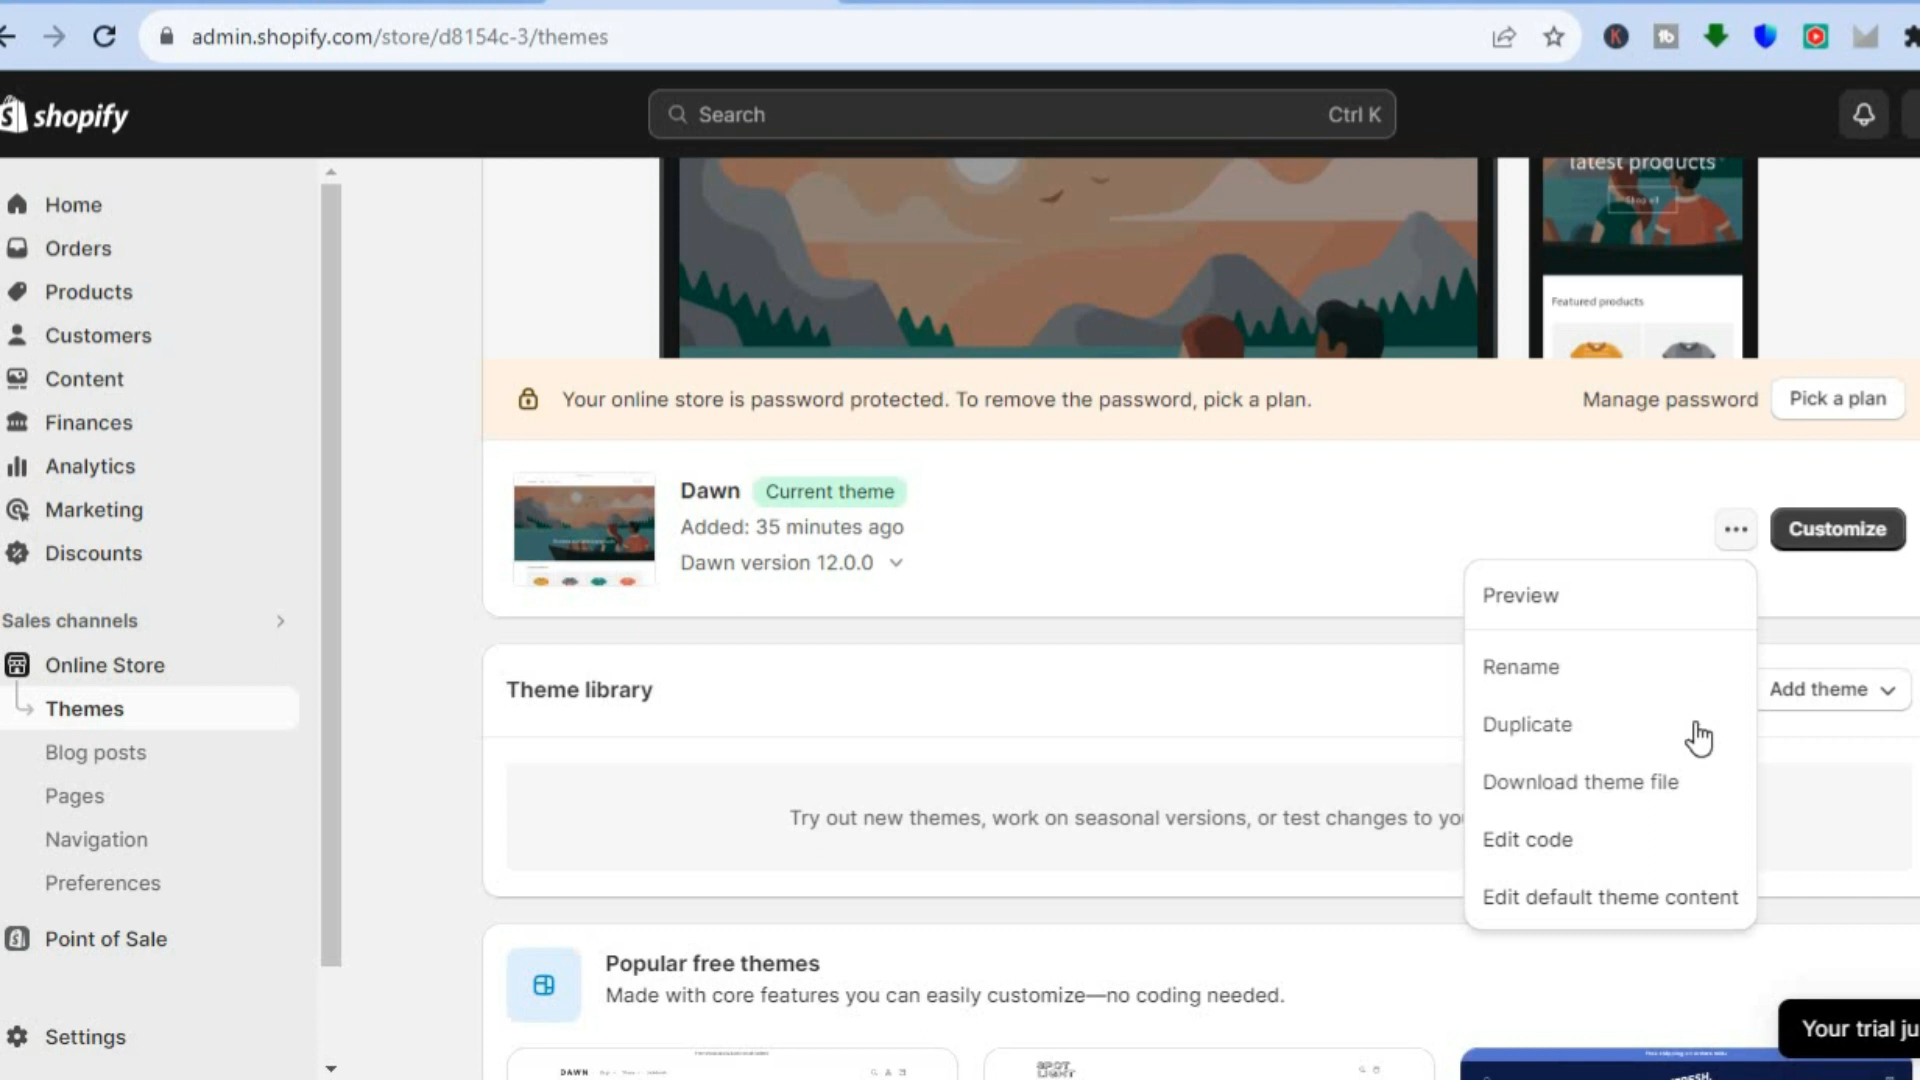 admin.shopify.com/store/d8154c-3/themes
shopify
Search
Ctrl K
Home
Orders
Products
Customers
Content
Finances
Analytics
Marketing
Discounts
Sales channels
Online Store
Themes
Blog posts
Pages
Navigation
Preferences
Point of Sale
Settings
latest products
Shop all
Featured products
Your online store is password protected. To remove the password, pick a plan.
Manage password
Pick a plan
Dawn
Current theme
Added: 35 minutes ago
Dawn version 12.0.0
Customize
Preview
Rename
Duplicate
Download theme file
Edit code
Edit default theme content
Theme library
Add theme
Try out new themes, work on seasonal versions, or test changes to yo
Popular free themes
Made with core features you can easily customize—no coding needed.
DAWN
SPOT
LIGHT
FRESH.
Your trial ju